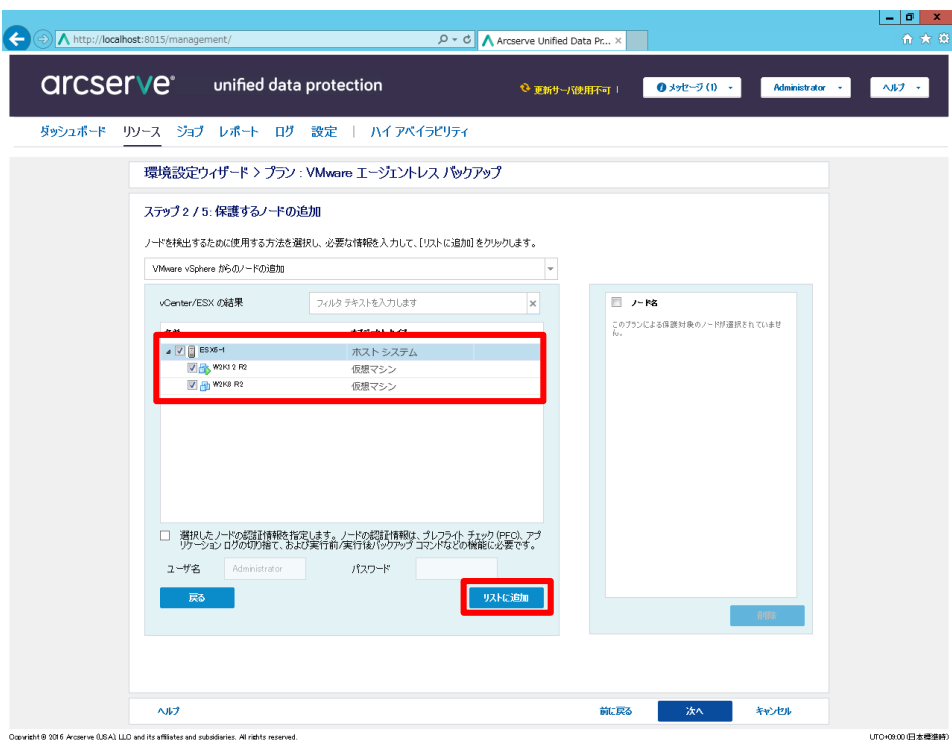 http://localhost:8015/management/
Arcserve Unified Data Pr...
arcserve® unified data protection
更新サーバ使用不可 |
メッセージ (1)
Administrator
ヘルプ
ダッシュボード リソース ジョブ レポート ログ 設定 | ハイ アベイラビリティ
環境設定ウィザード > プラン : VMware エージェントレス バックアップ
ステップ 2 / 5: 保護するノードの追加
ノードを検出するために使用する方法を選択し、必要な情報を入力して、[リストに追加] をクリックします。
VMware vSphere からのノードの追加
vCenter/ESX の結果
フィルタ テキストを入力します
ESX6-1 ホスト システム
W2K12 R2 仮想マシン
W2K8 R2 仮想マシン
選択したノードの認証情報を指定します。ノードの認証情報は、プレフライト チェック (PFC)、アプ
リケーション ログの切り捨て、および実行前/実行後バックアップ コマンドなどの機能に必要です。
ユーザ名 Administrator パスワード
戻る
リストに追加
ノード名
このプランによる保護対象のノードが選択されていませ
ん。
削除
ヘルプ
前に戻る
次へ
キャンセル
Copyright © 2016 Arcserve (USA), LLC and its affiliates and subsidiaries. All rights reserved.
UTC+09:00 (日本標準時)